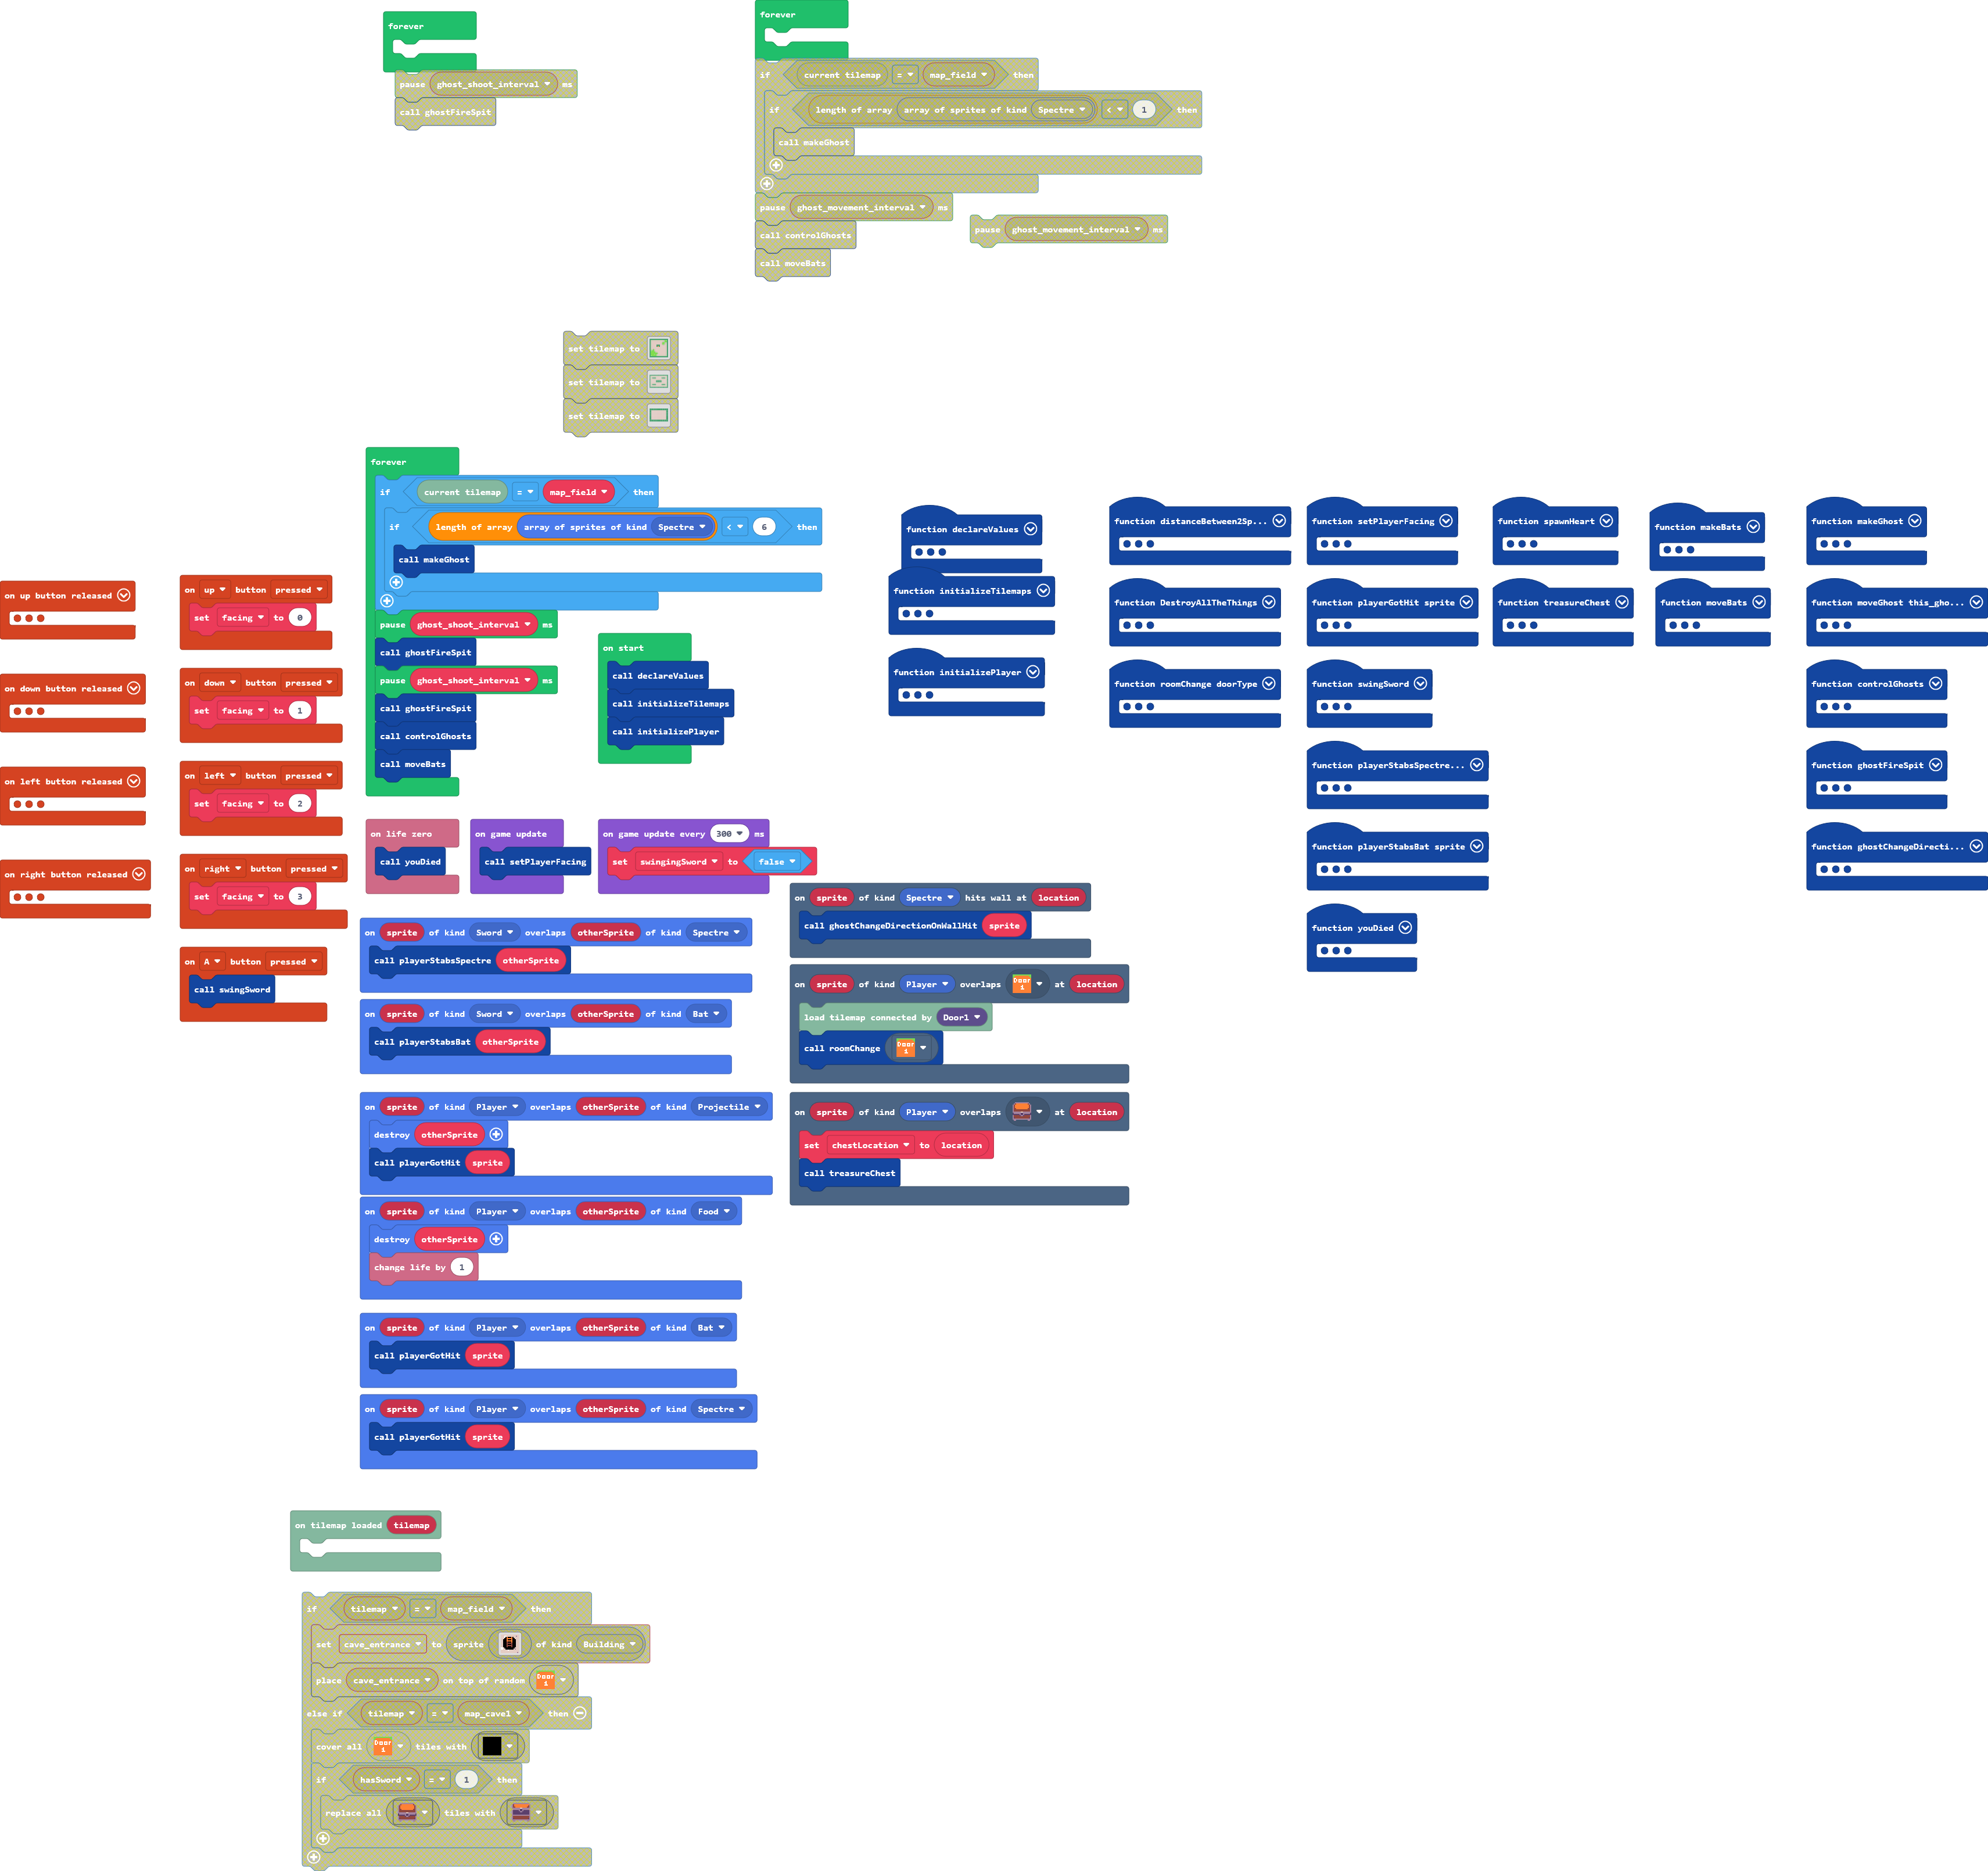 forever
pause ghost_shoot_interval ms
call ghostFireSpit
forever
if current tilemap = map_field then
if length of array array of sprites of kind Spectre < 1 then
call makeGhost
pause ghost_movement_interval ms
call controlGhosts
call moveBats
pause ghost_movement_interval ms
set tilemap to
set tilemap to
set tilemap to
forever
if current tilemap = map_field then
if length of array array of sprites of kind Spectre < 6 then
call makeGhost
pause ghost_shoot_interval ms
call ghostFireSpit
pause ghost_shoot_interval ms
call ghostFireSpit
call controlGhosts
call moveBats
on start
call declareValues
call initializeTilemaps
call initializePlayer
on up button released
on down button released
on left button released
on right button released
on up button pressed
set facing to 0
on down button pressed
set facing to 1
on left button pressed
set facing to 2
on right button pressed
set facing to 3
on A button pressed
call swingSword
function declareValues
function initializeTilemaps
function initializePlayer
function distanceBetween2Sp...
function DestroyAllTheThings
function roomChange doorType
function setPlayerFacing
function playerGotHit sprite
function swingSword
function playerStabsSpectre...
function playerStabsBat sprite
function youDied
function spawnHeart
function treasureChest
function makeBats
function moveBats
function makeGhost
function moveGhost this_gho...
function controlGhosts
function ghostFireSpit
function ghostChangeDirecti...
on life zero
call youDied
on game update
call setPlayerFacing
on game update every 300 ms
set swingingSword to false
on sprite of kind Sword overlaps otherSprite of kind Spectre
call playerStabsSpectre otherSprite
on sprite of kind Sword overlaps otherSprite of kind Bat
call playerStabsBat otherSprite
on sprite of kind Player overlaps otherSprite of kind Projectile
destroy otherSprite
call playerGotHit sprite
on sprite of kind Player overlaps otherSprite of kind Food
destroy otherSprite
change life by 1
on sprite of kind Player overlaps otherSprite of kind Bat
call playerGotHit sprite
on sprite of kind Player overlaps otherSprite of kind Spectre
call playerGotHit sprite
on sprite of kind Spectre hits wall at location
call ghostChangeDirectionOnWallHit sprite
on sprite of kind Player overlaps Door 1 at location
load tilemap connected by Door1
call roomChange Door 1
on sprite of kind Player overlaps at location
set chestLocation to location
call treasureChest
on tilemap loaded tilemap
if tilemap = map_field then
set cave_entrance to sprite of kind Building
place cave_entrance on top of random Door 1
else if tilemap = map_cave1 then
cover all Door 1 tiles with
if hasSword = 1 then
replace all tiles with